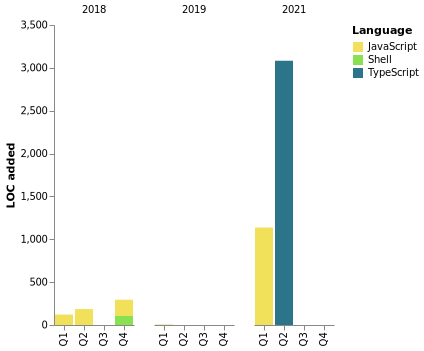 2018 2019 2021
Language
JavaScript
Shell
TypeScript
LOC added
3,500
3,000
2,500
2,000
1,500
1,000
500
0
Q1 Q2 Q3 Q4 Q1 Q2 Q3 Q4 Q1 Q2 Q3 Q4